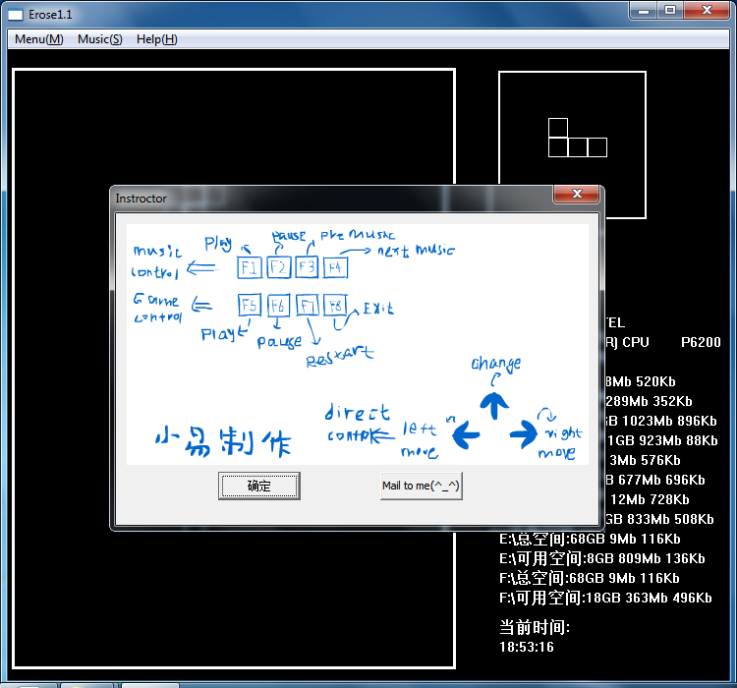 Erose1.1
Menu(M) Music(S) Help(H)
Instroctor
Play pause pre music
next music
music control
F1 F2 F3 F4
Game control
F5 F6 F7 F8
Exit
Playt
pause
Restart
change
direct control
left move
right move
小易制作
确定
Mail to me(^_^)
TEL
R) CPU P6200
8Mb 520Kb
289Mb 352Kb
B 1023Mb 896Kb
1GB 923Mb 88Kb
3Mb 576Kb
B 677Mb 696Kb
12Mb 728Kb
GB 833Mb 508Kb
E:\总空间:68GB 9Mb 116Kb
E:\可用空间:8GB 809Mb 136Kb
F:\总空间:68GB 9Mb 116Kb
F:\可用空间:18GB 363Mb 496Kb
当前时间:
18:53:16